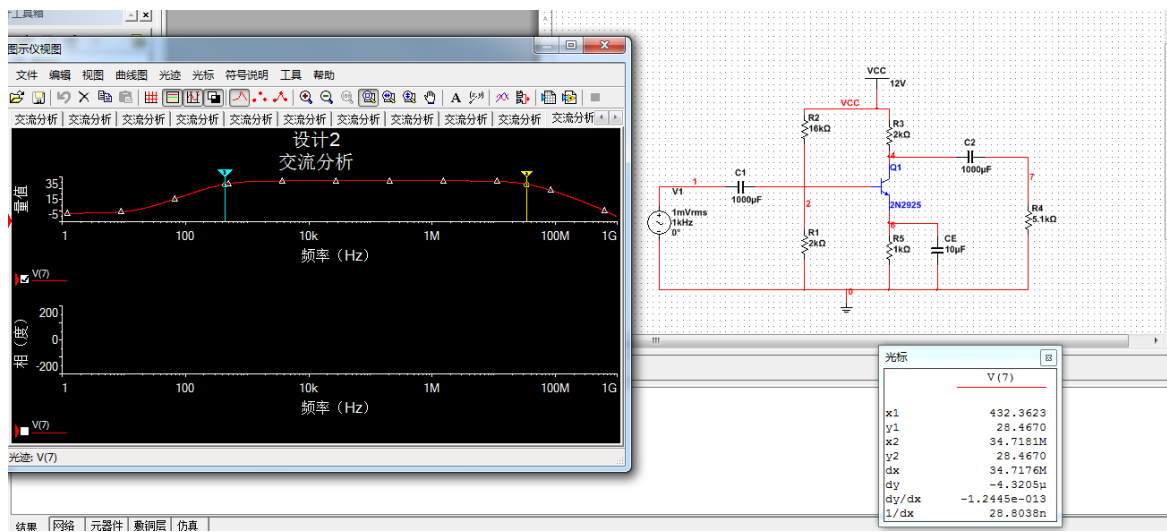 工具箱
图示仪视图
文件 编辑 视图 曲线图 光迹 光标 符号说明 工具 帮助
交流分析 交流分析 交流分析 交流分析 交流分析 交流分析 交流分析 交流分析 交流分析 交流分析 交流分析
设计2
交流分析
量值
35
15
-5
1 100 10k 1M 100M 1G
频率（Hz）
V(7)
相（度）
200
0
-200
1 100 10k 1M 100M 1G
频率（Hz）
V(7)
光迹: V(7)
结果 网络 元器件 敷铜层 仿真
VCC
12V
VCC
R2
16kΩ
R3
2kΩ
4
C2
1000µF
Q1
2N2925
7
1
C1
1000µF
V1
1mVrms
1kHz
0°
2
R1
2kΩ
6
R5
1kΩ
CE
10µF
R4
5.1kΩ
0
光标
V(7)
x1 432.3623
y1 28.4670
x2 34.7181M
y2 28.4670
dx 34.7176M
dy -4.3205µ
dy/dx -1.2445e-013
1/dx 28.8038n